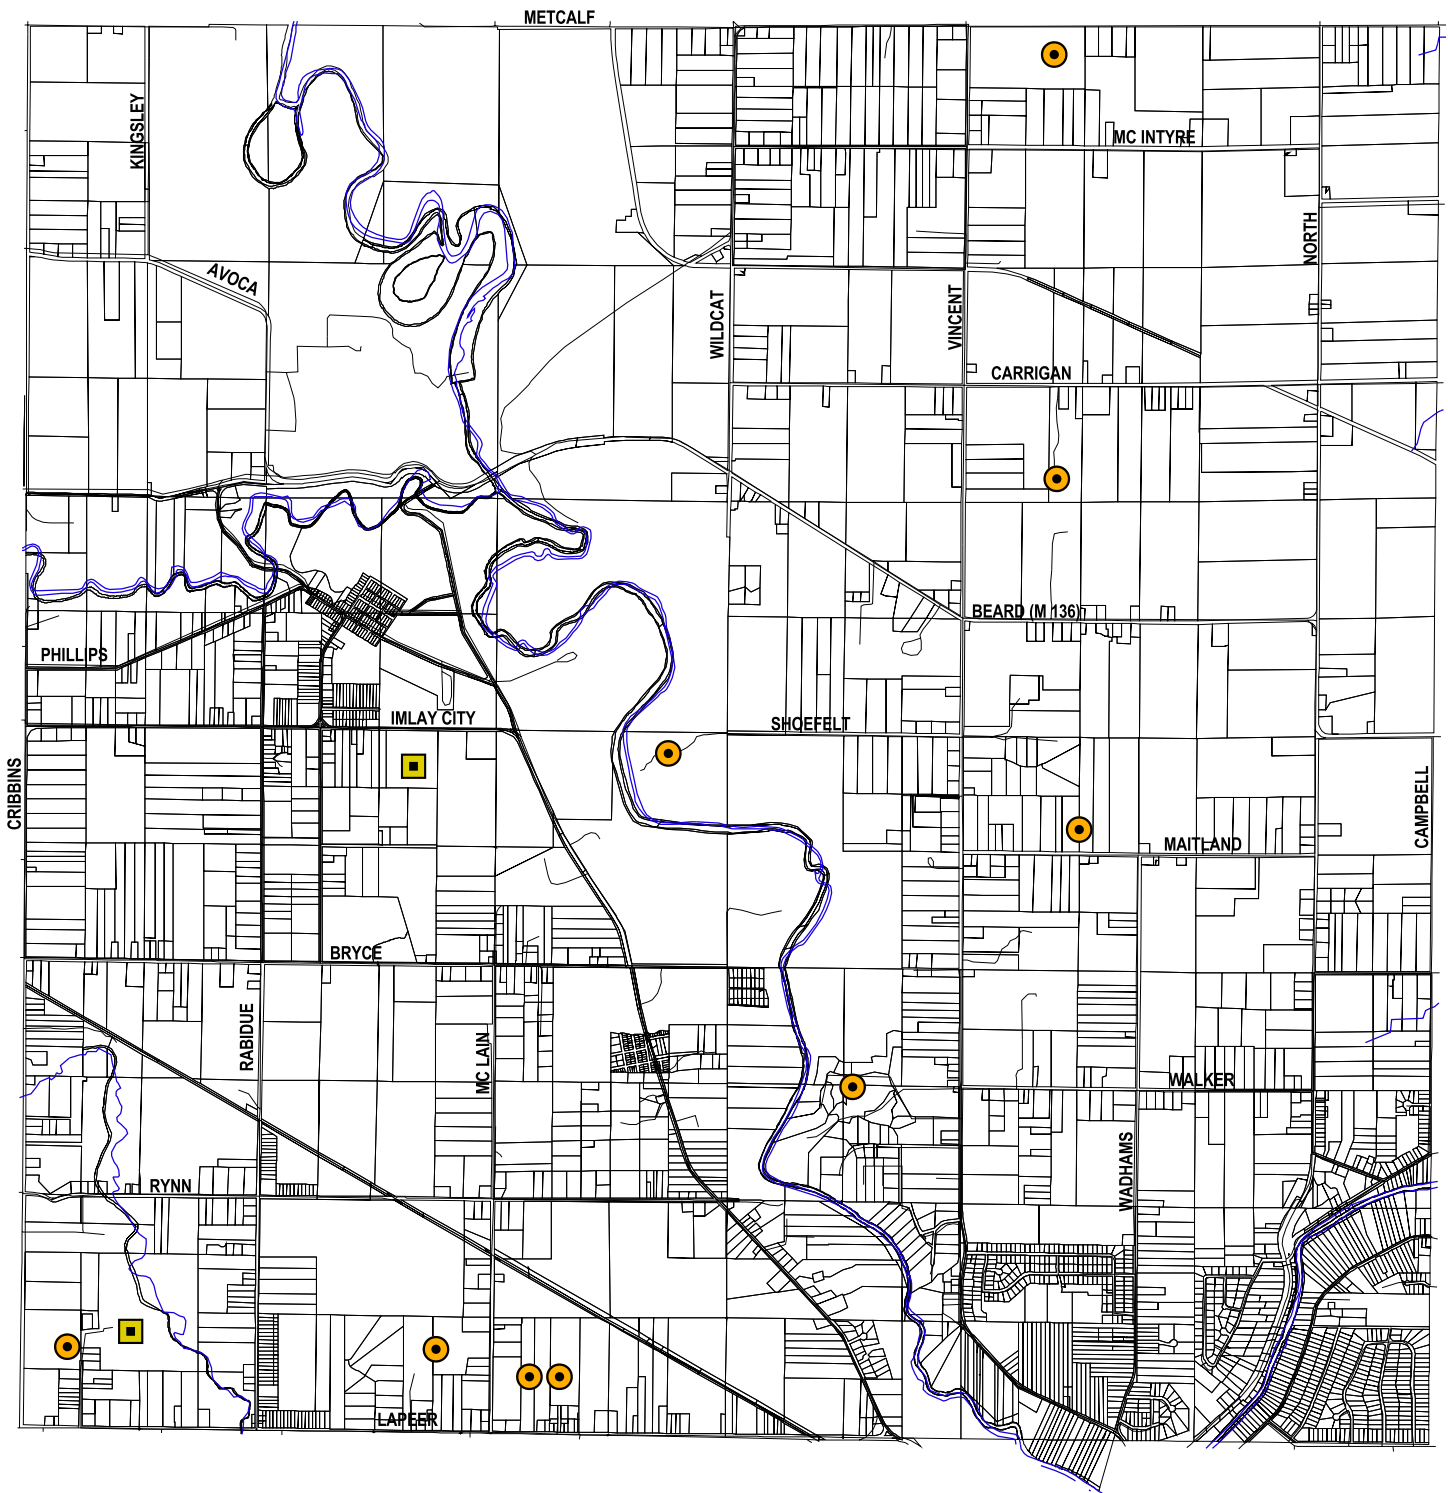 METCALF
KINGSLEY
MC INTYRE
NORTH
AVOCA
WILDCAT
VINCENT
CARRIGAN
BEARD (M 136)
PHILLIPS
IMLAY CITY
SHOEFELT
CRIBBINS
CAMPBELL
MAITLAND
BRYCE
RABIDUE
MC LAIN
WALKER
WADHAMS
RYNN
LAPEER